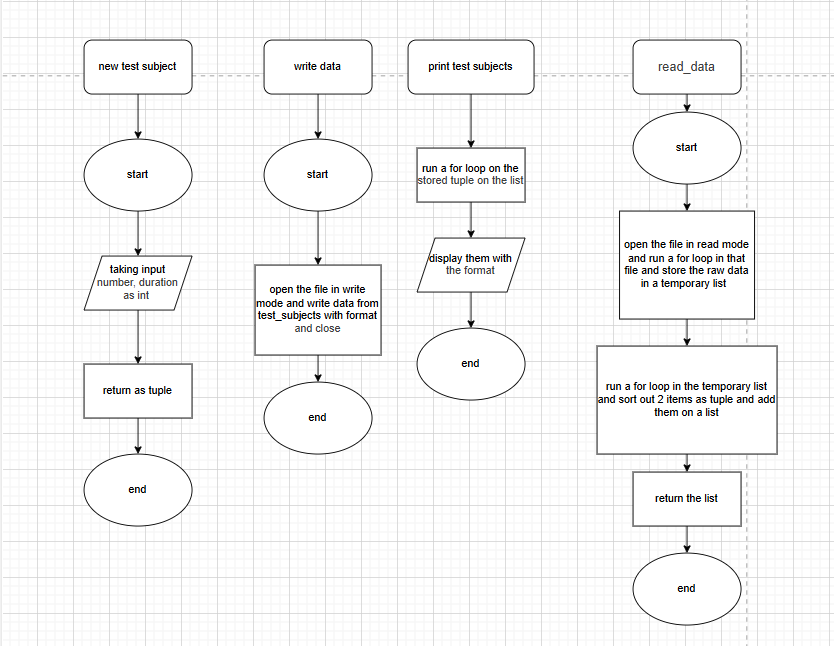 new test subject
start
taking input
number, duration
as int
return as tuple
end
write data
start
open the file in write
mode and write data from
test_subjects with format
and close
end
print test subjects
run a for loop on the
stored tuple on the list
display them with
the format
end
read_data
start
open the file in read mode
and run a for loop in that
file and store the raw data
in a temporary list
run a for loop in the temporary list
and sort out 2 items as tuple and add
them on a list
return the list
end